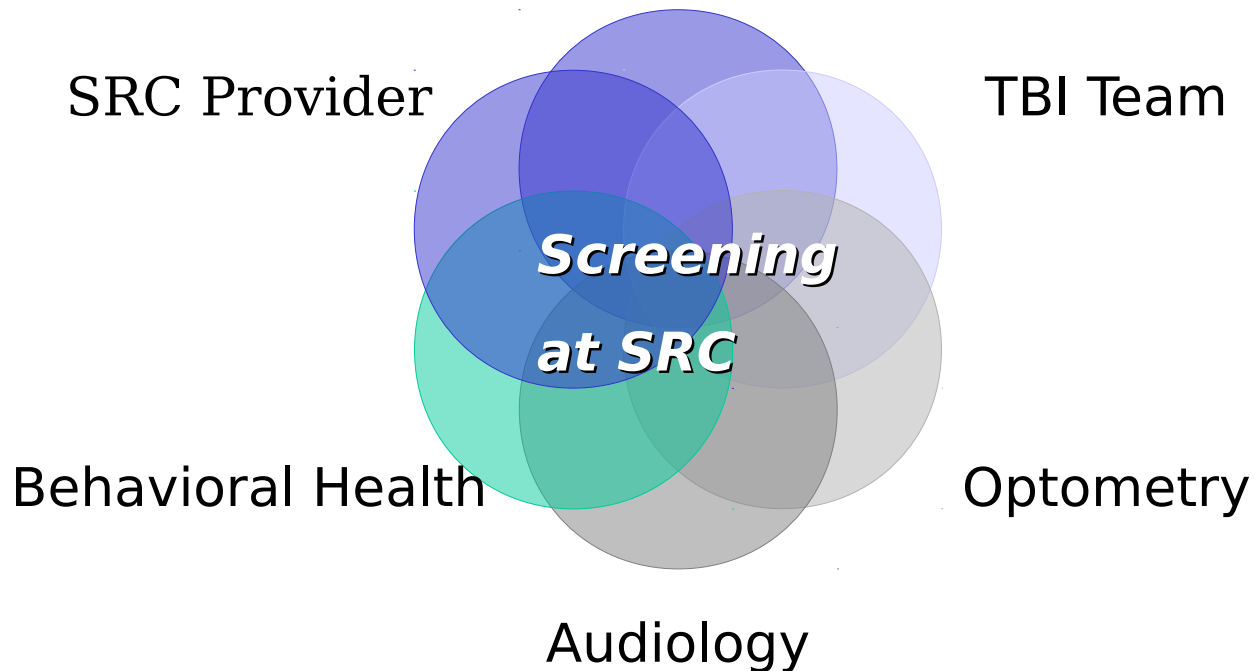 SRC Provider
TBI Team
Screening
at SRC
Behavioral Health
Optometry
Audiology